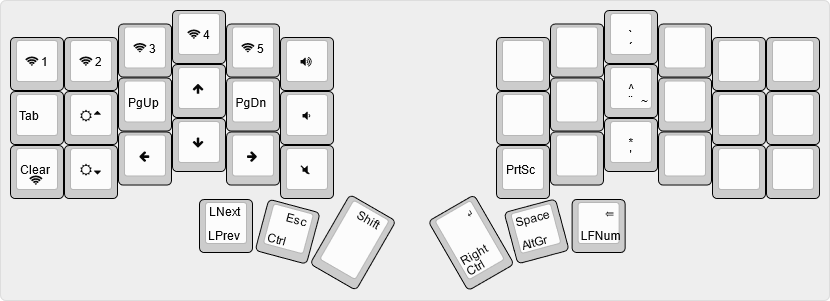 1
2
3
4
5
`
´
Tab
PgUp
PgDn
^
¨ ~
Clear
PrtSc
*
,
LNext
LPrev
Esc
Ctrl
Shift
Right
Ctrl
Space
AltGr
LFNum